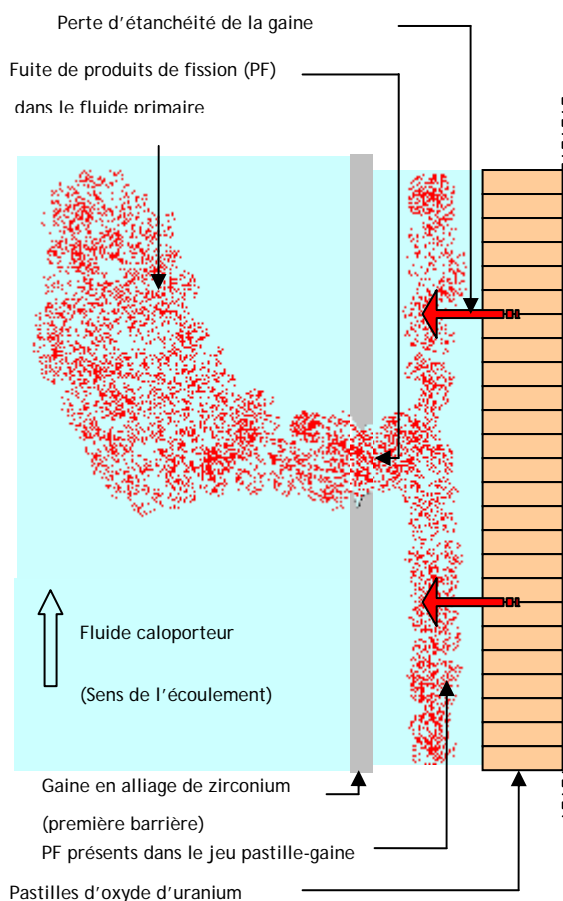 Perte d'étanchéité de la gaine
Fuite de produits de fission (PF)
dans le fluide primaire
Fluide caloporteur
(Sens de l'écoulement)
Gaine en alliage de zirconium
(première barrière)
PF présents dans le jeu pastille-gaine
Pastilles d'oxyde d'uranium